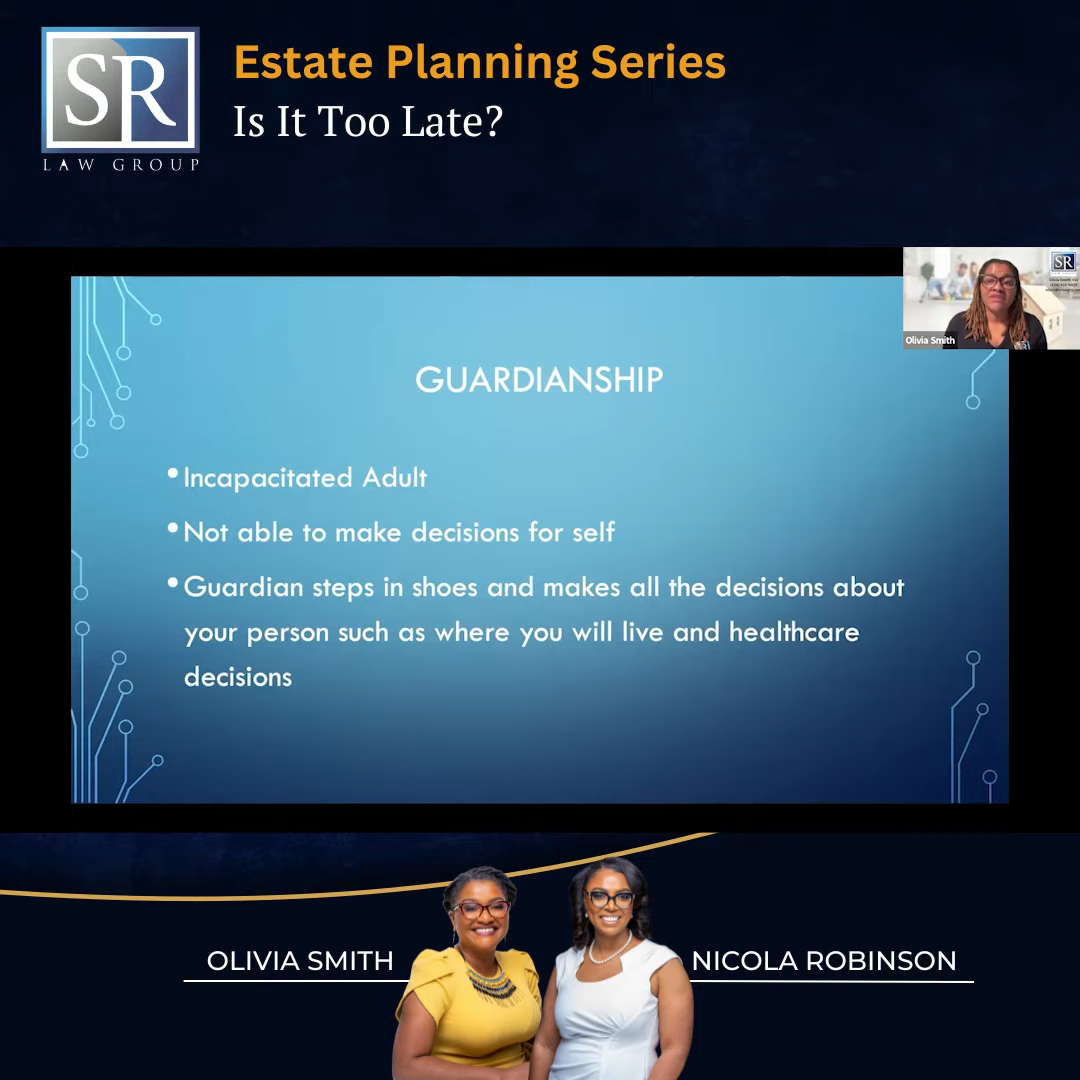 SR
LAW GROUP
Estate Planning Series
Is It Too Late?
SR
Olivia Smith
GUARDIANSHIP
• Incapacitated Adult
• Not able to make decisions for self
• Guardian steps in shoes and makes all the decisions about
your person such as where you will live and healthcare
decisions
OLIVIA SMITH
NICOLA ROBINSON